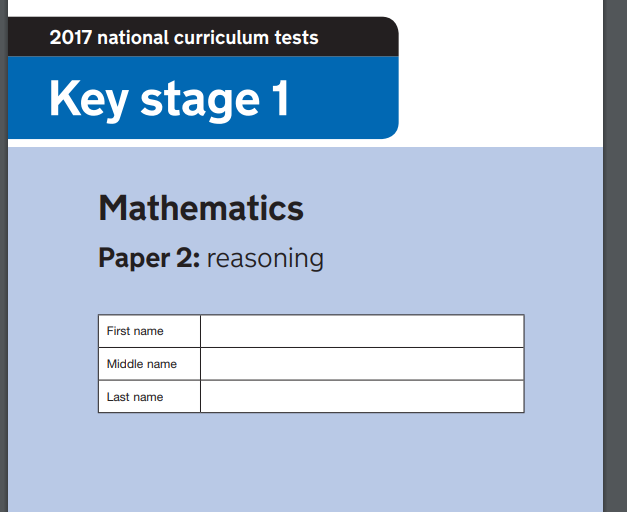 2017 national curriculum tests
Key stage 1
Mathematics
Paper 2: reasoning
First name
Middle name
Last name